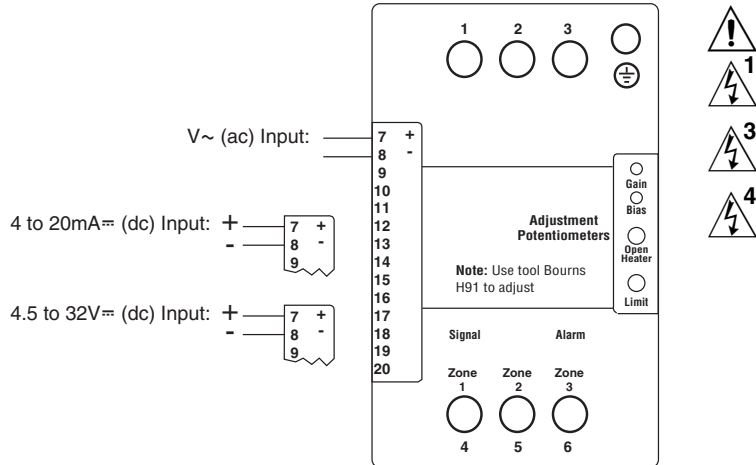 1 2 3
V~ (ac) Input:
7 +
8 -
9
10
11
12
13
14
15
16
17
18
19
20
4 to 20mA⎓ (dc) Input: +
-
7 +
8 -
9
4.5 to 32V⎓ (dc) Input: +
-
7 +
8 -
9
Gain
Bias
Open
Heater
Limit
Adjustment
Potentiometers
Note: Use tool Bourns
H91 to adjust
Signal Alarm
Zone Zone Zone
1 2 3
4 5 6
!
1
3
4